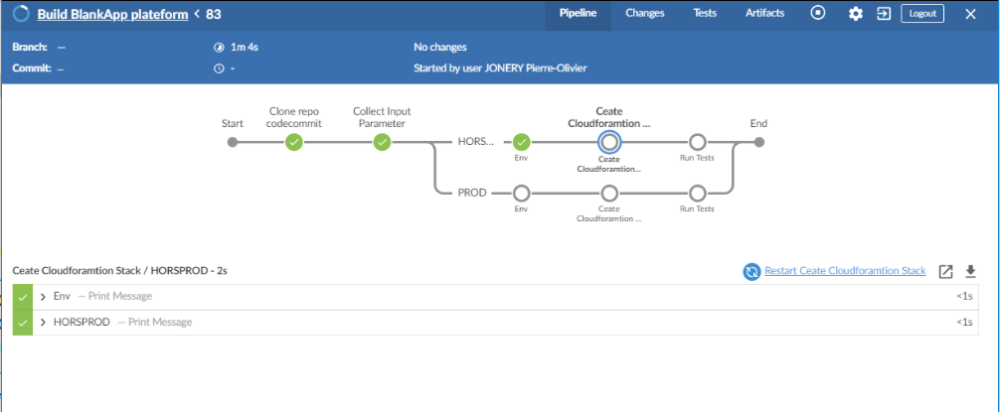 Build BlankApp plateform < 83
Pipeline Changes Tests Artifacts Logout
Branch: — 1m 4s No changes
Commit: — - Started by user JONERY Pierre-Olivier
Start
Clone repo
codecommit
Collect Input
Parameter
Ceate
Cloudforamtion ...
End
HORS...
Env
Ceate
Cloudforamtion...
Run Tests
PROD
Env
Ceate
Cloudforamtion ...
Run Tests
Ceate Cloudforamtion Stack / HORSPROD - 2s
Restart Ceate Cloudforamtion Stack
Env — Print Message <1s
HORSPROD — Print Message <1s